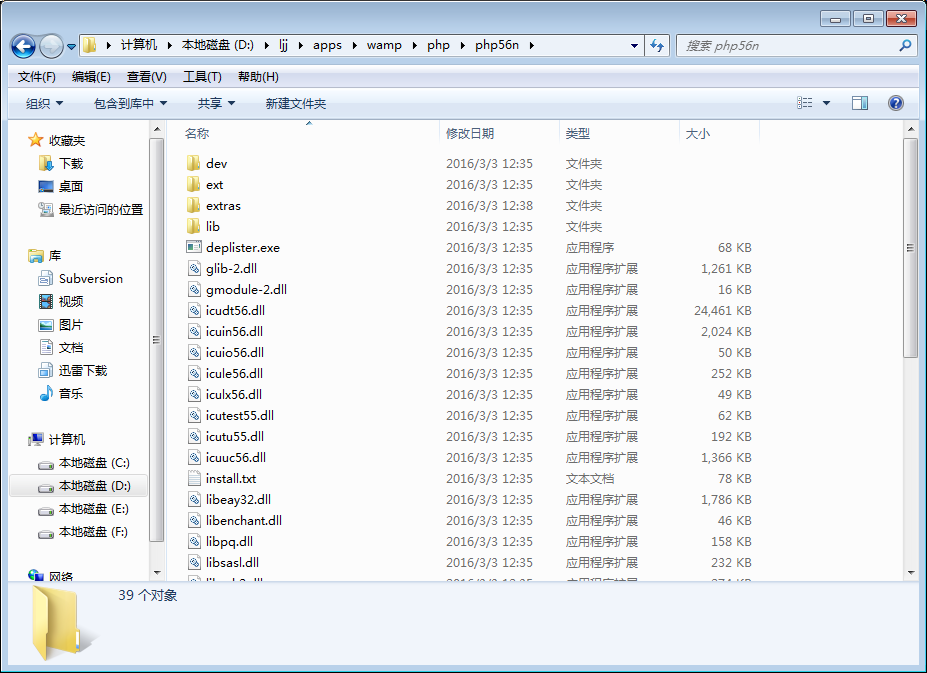 计算机 本地磁盘 (D:) ljj apps wamp php php56n 搜索 php56n
文件(F) 编辑(E) 查看(V) 工具(T) 帮助(H)
组织 包含到库中 共享 新建文件夹
收藏夹
下载
桌面
最近访问的位置
库
Subversion
视频
图片
文档
迅雷下载
音乐
计算机
本地磁盘 (C:)
本地磁盘 (D:)
本地磁盘 (E:)
本地磁盘 (F:)
网络
名称 修改日期 类型 大小
dev 2016/3/3 12:35 文件夹
ext 2016/3/3 12:35 文件夹
extras 2016/3/3 12:38 文件夹
lib 2016/3/3 12:35 文件夹
deplister.exe 2016/3/3 12:35 应用程序 68 KB
glib-2.dll 2016/3/3 12:35 应用程序扩展 1,261 KB
gmodule-2.dll 2016/3/3 12:35 应用程序扩展 16 KB
icudt56.dll 2016/3/3 12:35 应用程序扩展 24,461 KB
icuin56.dll 2016/3/3 12:35 应用程序扩展 2,024 KB
icuio56.dll 2016/3/3 12:35 应用程序扩展 50 KB
icule56.dll 2016/3/3 12:35 应用程序扩展 252 KB
iculx56.dll 2016/3/3 12:35 应用程序扩展 49 KB
icutest55.dll 2016/3/3 12:35 应用程序扩展 62 KB
icutu55.dll 2016/3/3 12:35 应用程序扩展 192 KB
icuuc56.dll 2016/3/3 12:35 应用程序扩展 1,366 KB
install.txt 2016/3/3 12:35 文本文档 78 KB
libeay32.dll 2016/3/3 12:35 应用程序扩展 1,786 KB
libenchant.dll 2016/3/3 12:35 应用程序扩展 46 KB
libpq.dll 2016/3/3 12:35 应用程序扩展 158 KB
libsasl.dll 2016/3/3 12:35 应用程序扩展 232 KB
39 个对象